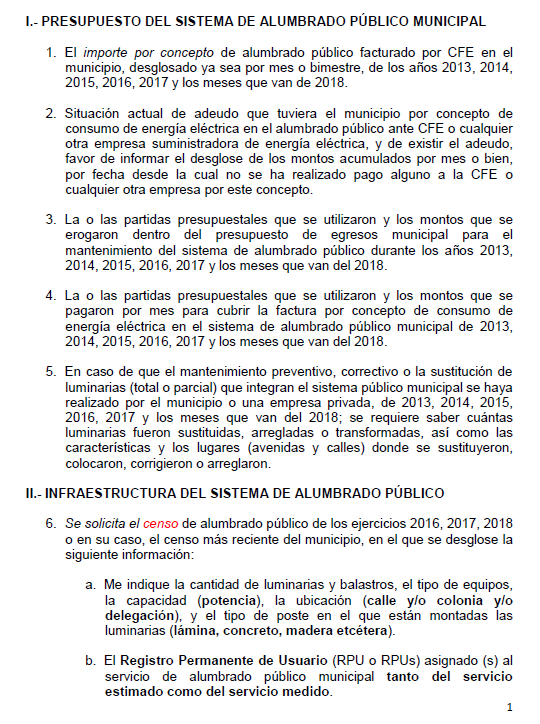 I.- PRESUPUESTO DEL SISTEMA DE ALUMBRADO PÚBLICO MUNICIPAL
1. El importe por concepto de alumbrado público facturado por CFE en el
municipio, desglosado ya sea por mes o bimestre, de los años 2013, 2014,
2015, 2016, 2017 y los meses que van de 2018.
2. Situación actual de adeudo que tuviera el municipio por concepto de
consumo de energía eléctrica en el alumbrado público ante CFE o cualquier
otra empresa suministradora de energía eléctrica, y de existir el adeudo,
favor de informar el desglose de los montos acumulados por mes o bien,
por fecha desde la cual no se ha realizado pago alguno a la CFE o
cualquier otra empresa por este concepto.
3. La o las partidas presupuestales que se utilizaron y los montos que se
erogaron dentro del presupuesto de egresos municipal para el
mantenimiento del sistema de alumbrado público durante los años 2013,
2014, 2015, 2016, 2017 y los meses que van del 2018.
4. La o las partidas presupuestales que se utilizaron y los montos que se
pagaron por mes para cubrir la factura por concepto de consumo de
energía eléctrica en el sistema de alumbrado público municipal de 2013,
2014, 2015, 2016, 2017 y los meses que van del 2018.
5. En caso de que el mantenimiento preventivo, correctivo o la sustitución de
luminarias (total o parcial) que integran el sistema público municipal se haya
realizado por el municipio o una empresa privada, de 2013, 2014, 2015,
2016, 2017 y los meses que van del 2018; se requiere saber cuántas
luminarias fueron sustituidas, arregladas o transformadas, así como las
características y los lugares (avenidas y calles) donde se sustituyeron,
colocaron, corrigieron o arreglaron.
II.- INFRAESTRUCTURA DEL SISTEMA DE ALUMBRADO PÚBLICO
6. Se solicita el censo de alumbrado público de los ejercicios 2016, 2017, 2018
o en su caso, el censo más reciente del municipio, en el que se desglose la
siguiente información:
a. Me indique la cantidad de luminarias y balastros, el tipo de equipos,
la capacidad (potencia), la ubicación (calle y/o colonia y/o
delegación), y el tipo de poste en el que están montadas las
luminarias (lámina, concreto, madera etcétera).
b. El Registro Permanente de Usuario (RPU o RPUs) asignado (s) al
servicio de alumbrado público municipal tanto del servicio
estimado como del servicio medido.
1